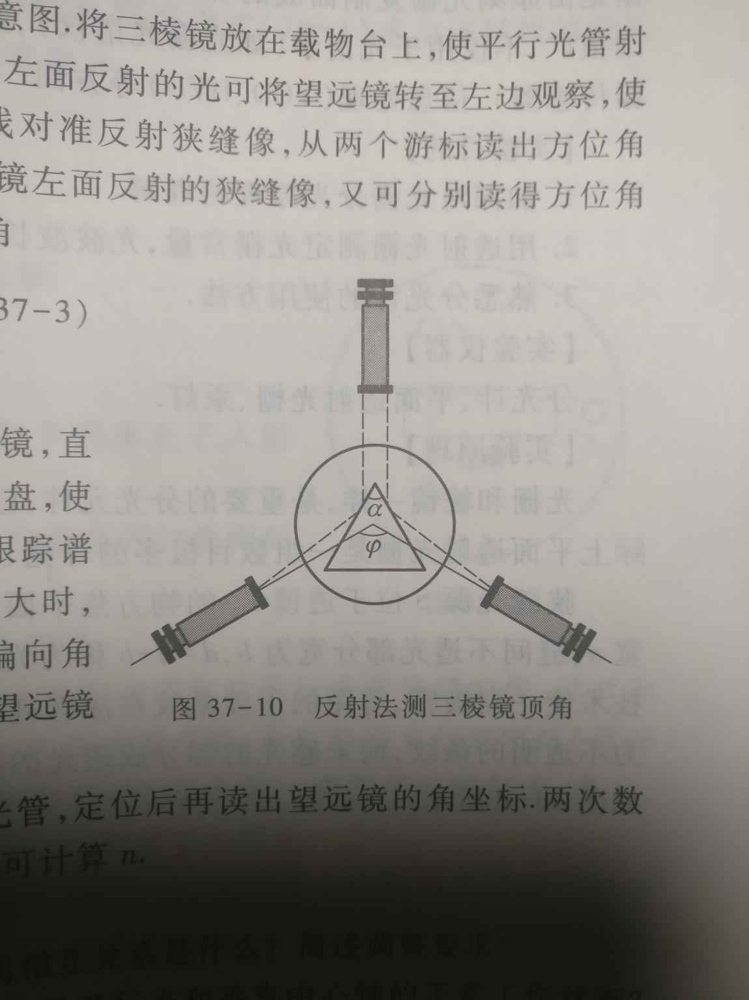 意图.将三棱镜放在载物台上,使平行光管射
左面反射的光可将望远镜转至左边观察,使
线对准反射狭缝像,从两个游标读出方位角
镜左面反射的狭缝像,又可分别读得方位角
角
37-3)
α
φ
镜,直
盘,使
跟踪谱
大时,
偏向角
望远镜
图 37-10 反射法测三棱镜顶角
光管,定位后再读出望远镜的角坐标.两次数
可计算 n.
间相互关系是什么?简述调整要求?